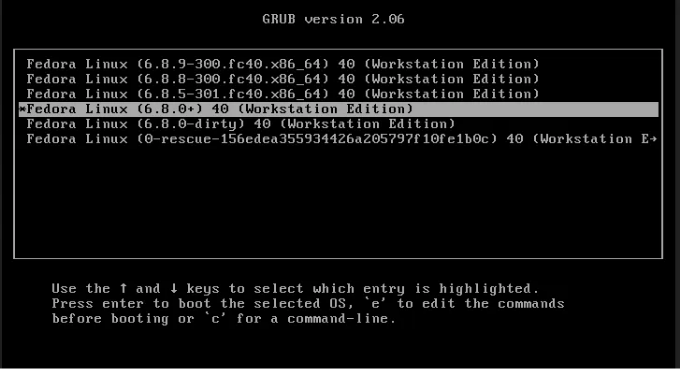 GRUB version 2.06
Fedora Linux (6.8.9-300.fc40.x86_64) 40 (Workstation Edition)
Fedora Linux (6.8.8-300.fc40.x86_64) 40 (Workstation Edition)
Fedora Linux (6.8.5-301.fc40.x86_64) 40 (Workstation Edition)
*Fedora Linux (6.8.0+) 40 (Workstation Edition)
Fedora Linux (6.8.0-dirty) 40 (Workstation Edition)
Fedora Linux (0-rescue-156edea355934426a205797f10fe1b0c) 40 (Workstation E→
Use the ↑ and ↓ keys to select which entry is highlighted.
Press enter to boot the selected OS, `e' to edit the commands
before booting or `c' for a command-line.